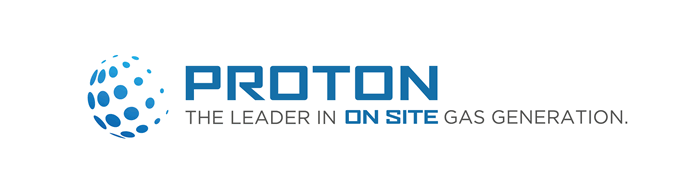 PROTON
THE LEADER IN ON SITE GAS GENERATION.